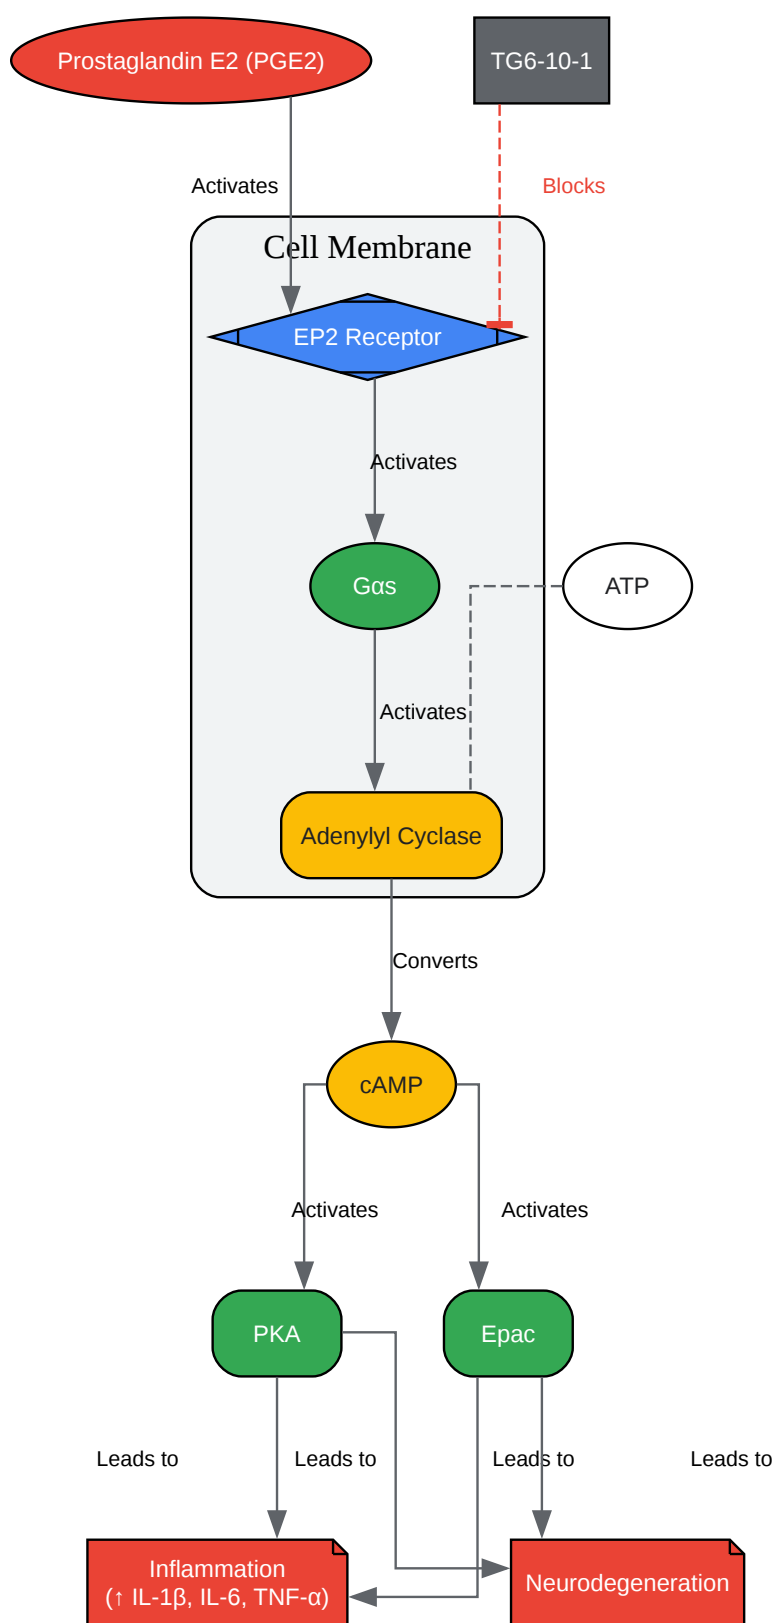 Prostaglandin E2 (PGE2)
TG6-10-1
Activates
Blocks
Cell Membrane
EP2 Receptor
Activates
Gαs
ATP
Activates
Adenylyl Cyclase
Converts
cAMP
Activates
Activates
PKA
Epac
Leads to
Leads to
Leads to
Leads to
Inflammation
(↑ IL-1β, IL-6, TNF-α)
Neurodegeneration